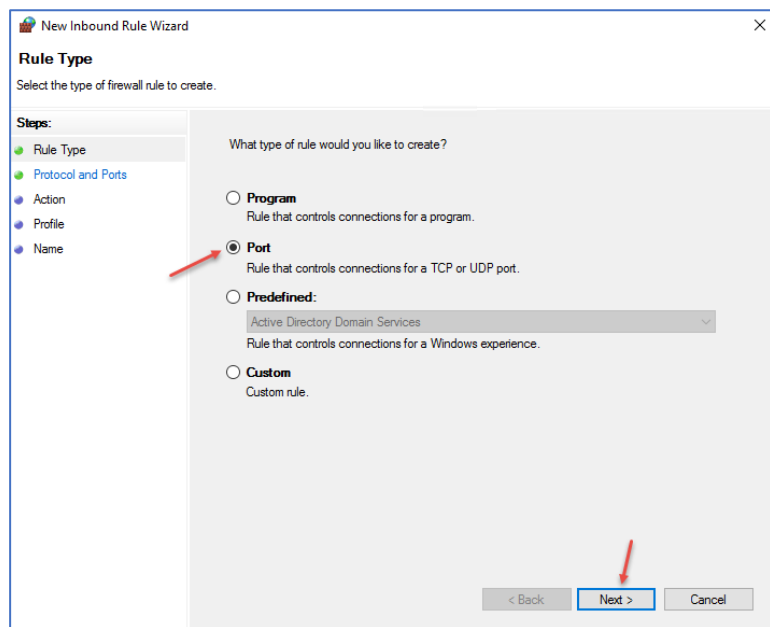 New Inbound Rule Wizard
Rule Type
Select the type of firewall rule to create.
Steps:
Rule Type
Protocol and Ports
Action
Profile
Name
What type of rule would you like to create?
Program
Rule that controls connections for a program.
Port
Rule that controls connections for a TCP or UDP port.
Predefined:
Active Directory Domain Services
Rule that controls connections for a Windows experience.
Custom
Custom rule.
< Back Next > Cancel